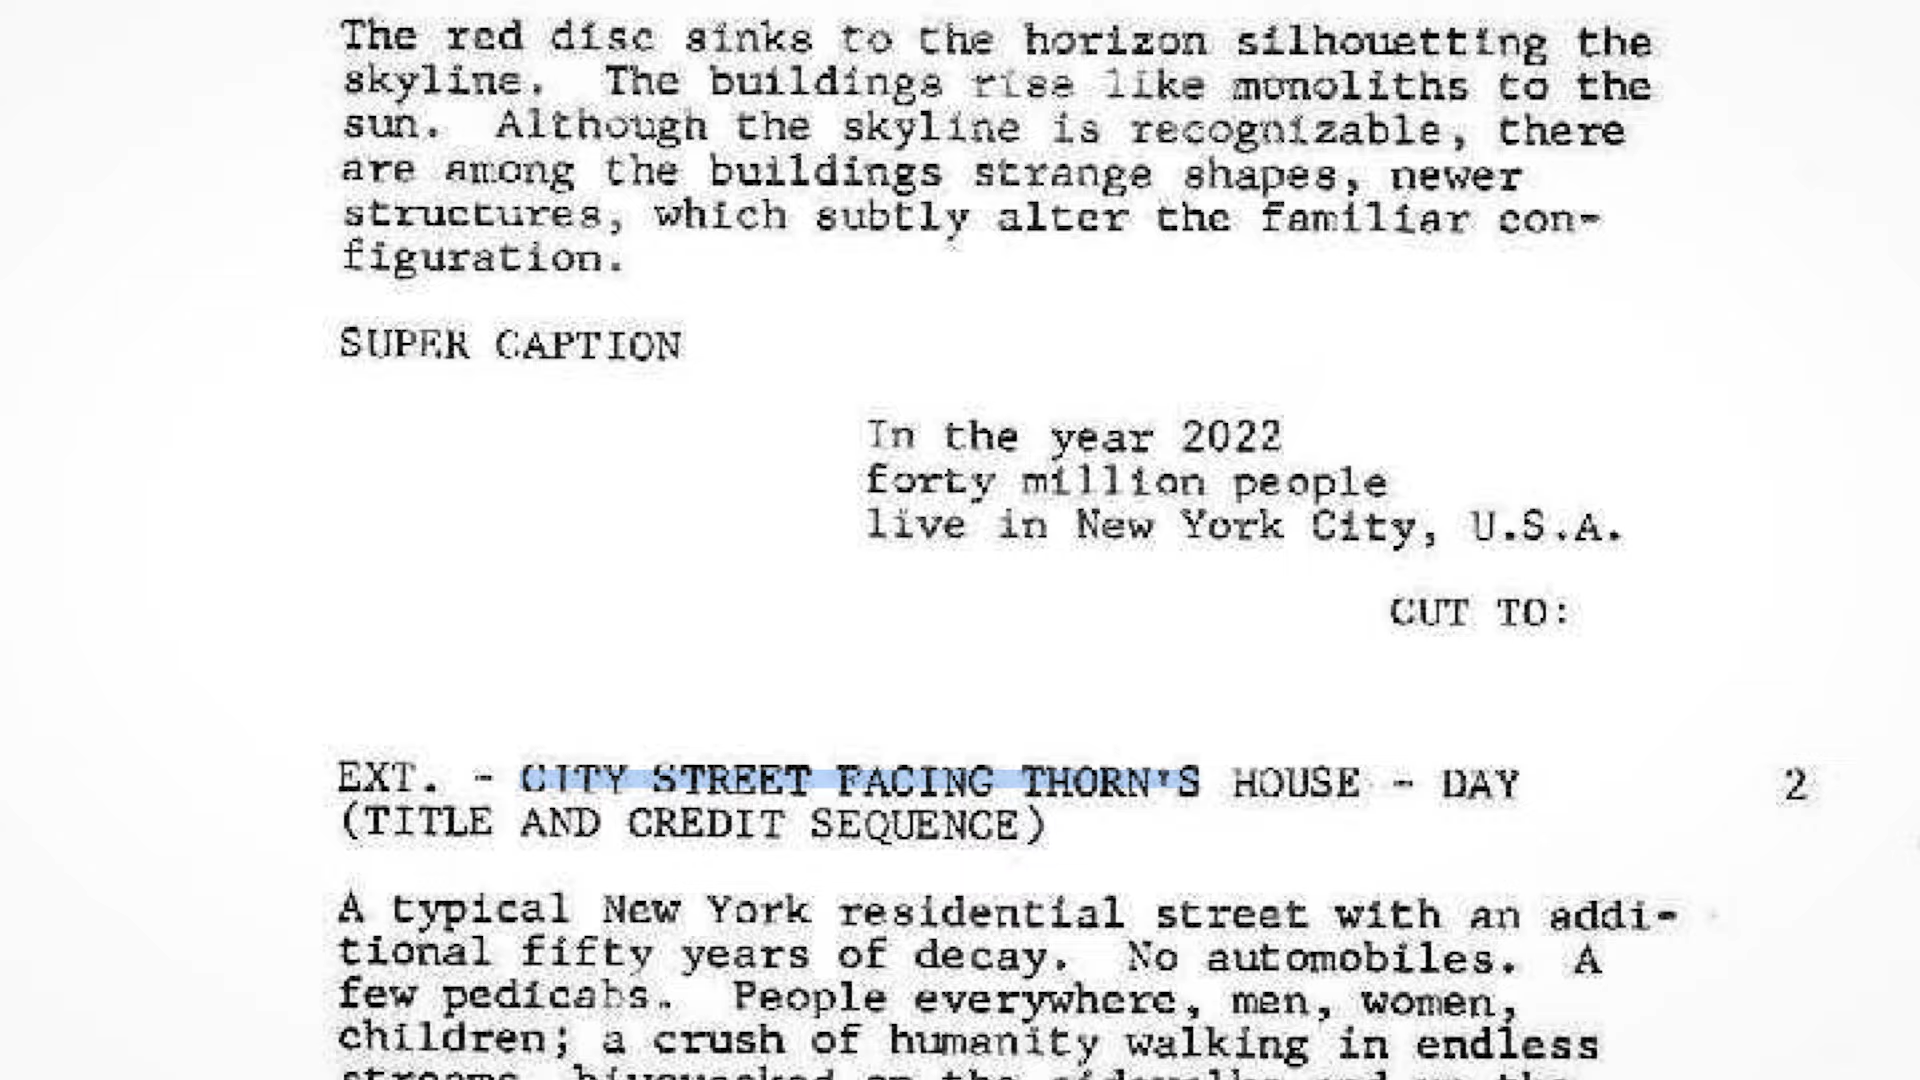 The red disc sinks to the horizon silhouetting the
skyline.  The buildings rise like monoliths to the
sun.  Although the skyline is recognizable, there
are among the buildings strange shapes, newer
structures, which subtly alter the familiar con-
figuration.
SUPER CAPTION
In the year 2022
forty million people
live in New York City, U.S.A.
CUT TO:
EXT. - CITY STREET FACING THORN'S HOUSE - DAY 2
(TITLE AND CREDIT SEQUENCE)
A typical New York residential street with an addi-
tional fifty years of decay.  No automobiles.  A
few pedicabs.  People everywhere, men, women,
children; a crush of humanity walking in endless